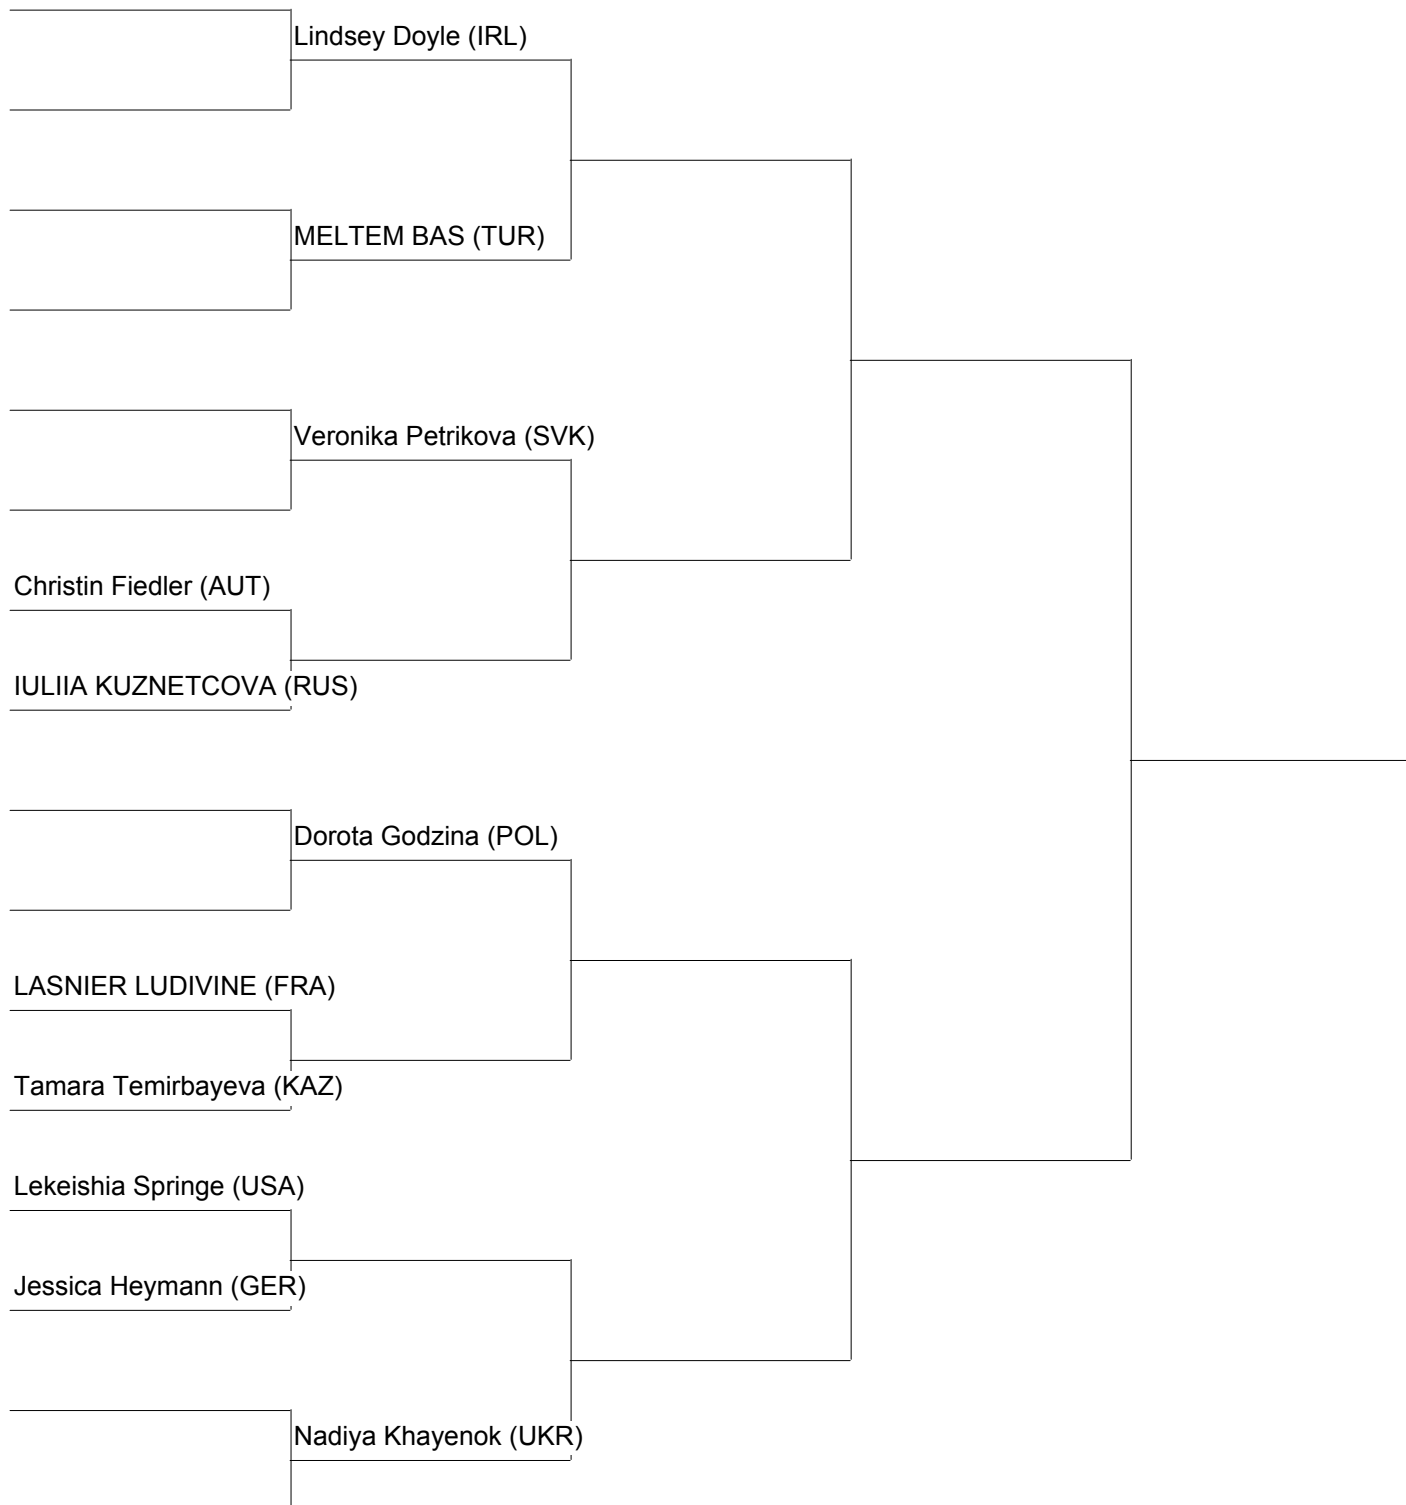 Lindsey Doyle (IRL)
MELTEM BAS (TUR)
Veronika Petrikova (SVK)
Christin Fiedler (AUT)
IULIIA KUZNETCOVA (RUS)
Dorota Godzina (POL)
LASNIER LUDIVINE (FRA)
Tamara Temirbayeva (KAZ)
Lekeishia Springe (USA)
Jessica Heymann (GER)
Nadiya Khayenok (UKR)